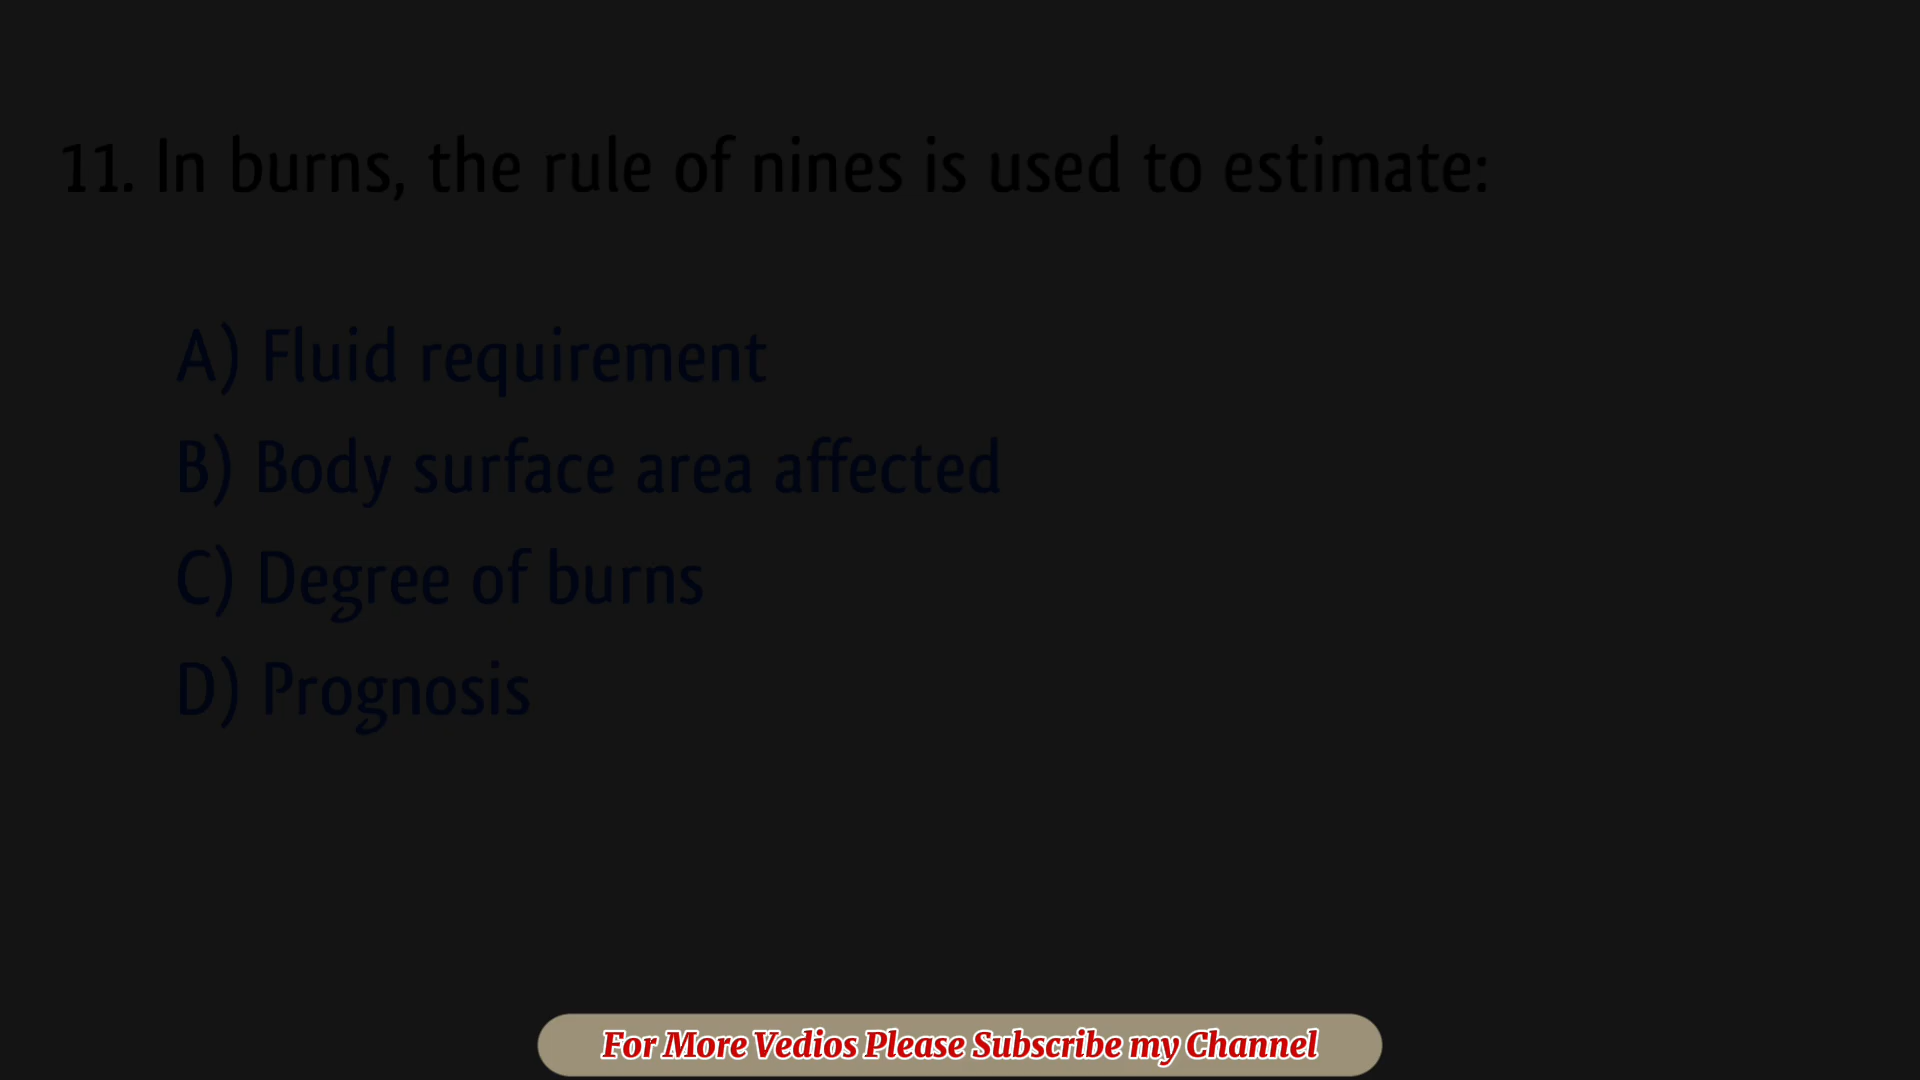 11. In burns, the rule of nines is used to estimate:
A) Fluid requirement
B) Body surface area affected
C) Degree of burns
D) Prognosis
For More Vedios Please Subscribe my Channel